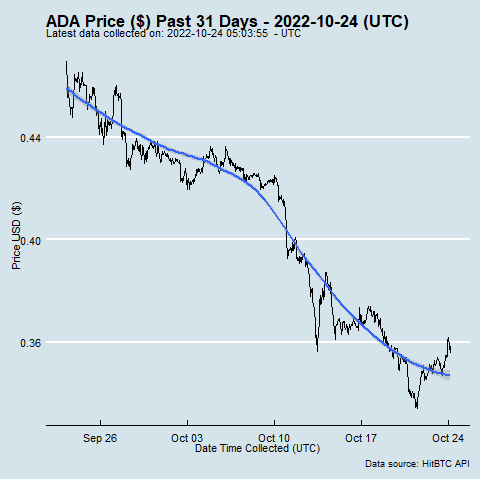 ADA Price ($) Past 31 Days - 2022-10-24 (UTC)
Latest data collected on: 2022-10-24 05:03:55 - UTC
Price USD ($)
0.44
0.40
0.36
Sep 26
Oct 03
Oct 10
Oct 17
Oct 24
Date Time Collected (UTC)
Data source: HitBTC API